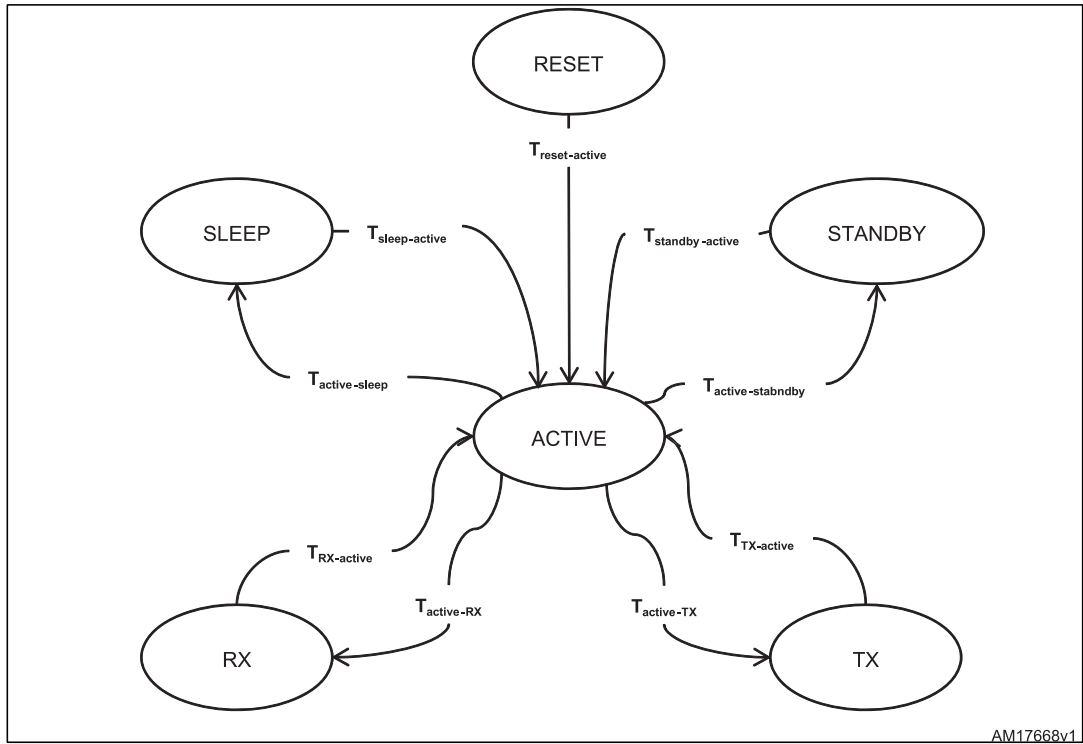 RESET
Treset-active
SLEEP
Tsleep-active
Tstandby-active
STANDBY
Tactive-sleep
Tactive-stabndby
ACTIVE
TRX-active
TTX-active
Tactive-RX
Tactive-TX
RX
TX
AM17668v1